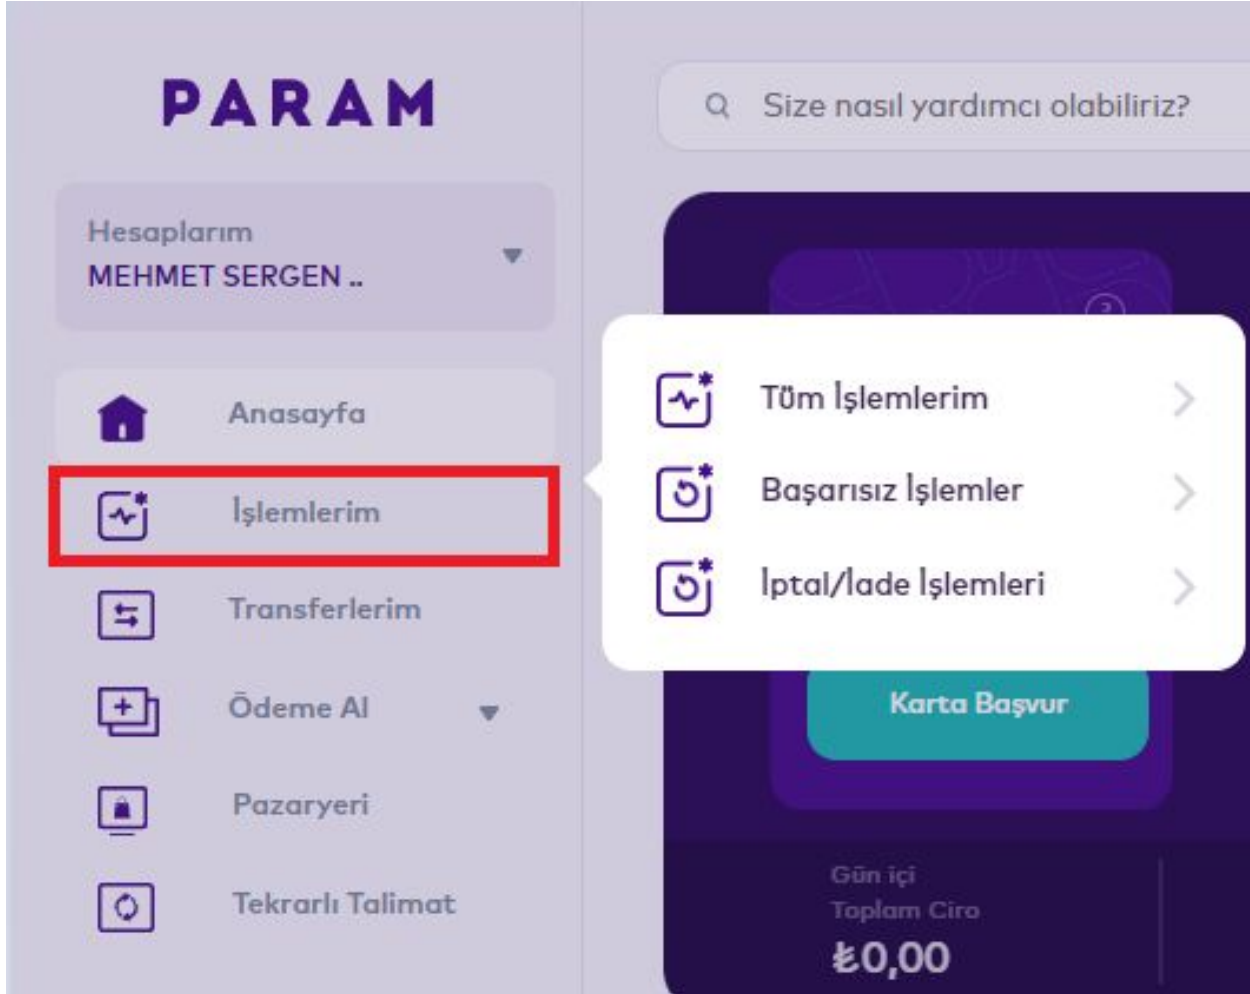 PARAM
Size nasıl yardımcı olabiliriz?
Hesaplarım
MEHMET SERGEN ..
Anasayfa
İşlemlerim
Transferlerim
Ödeme Al
Pazaryeri
Tekrarlı Talimat
Tüm İşlemlerim
Başarısız İşlemler
İptal/İade İşlemleri
Karta Başvur
Gün içi
Toplam Ciro
₺0,00